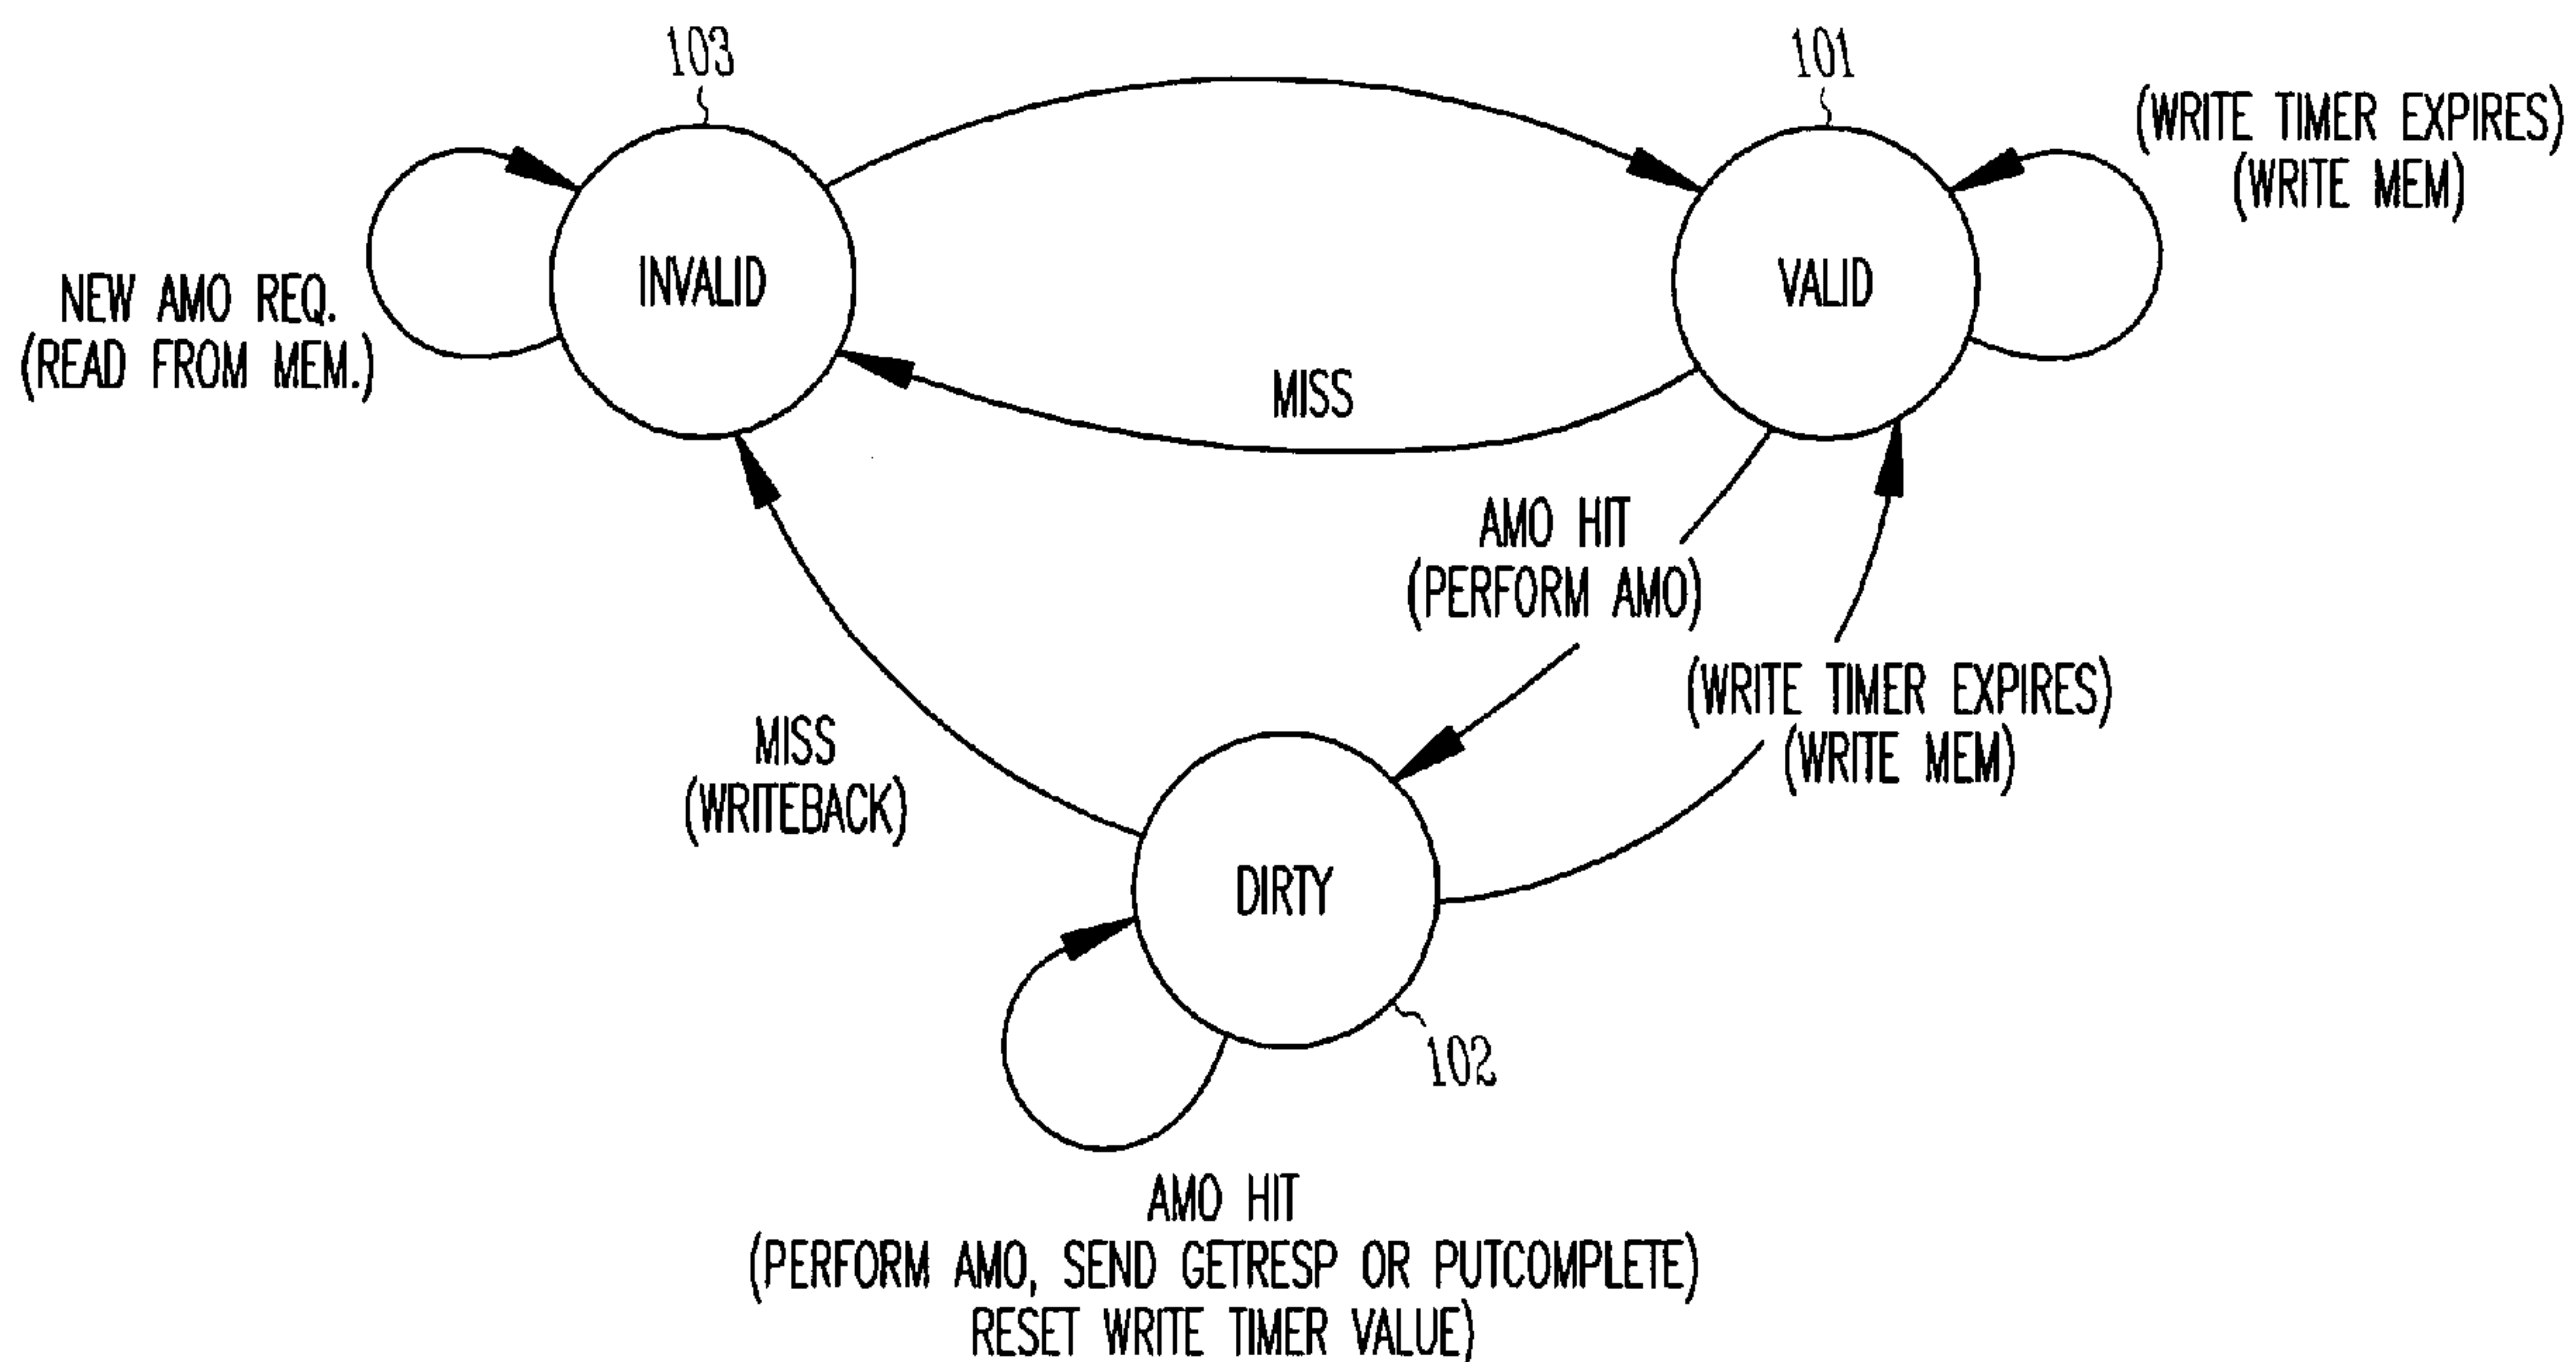 103
101
(WRITE TIMER EXPIRES)
(WRITE MEM)
INVALID
VALID
NEW AMO REQ.
(READ FROM MEM.)
MISS
AMO HIT
(PERFORM AMO)
(WRITE TIMER EXPIRES)
(WRITE MEM)
MISS
(WRITEBACK)
DIRTY
102
AMO HIT
(PERFORM AMO, SEND GETRESP OR PUTCOMPLETE)
RESET WRITE TIMER VALUE)